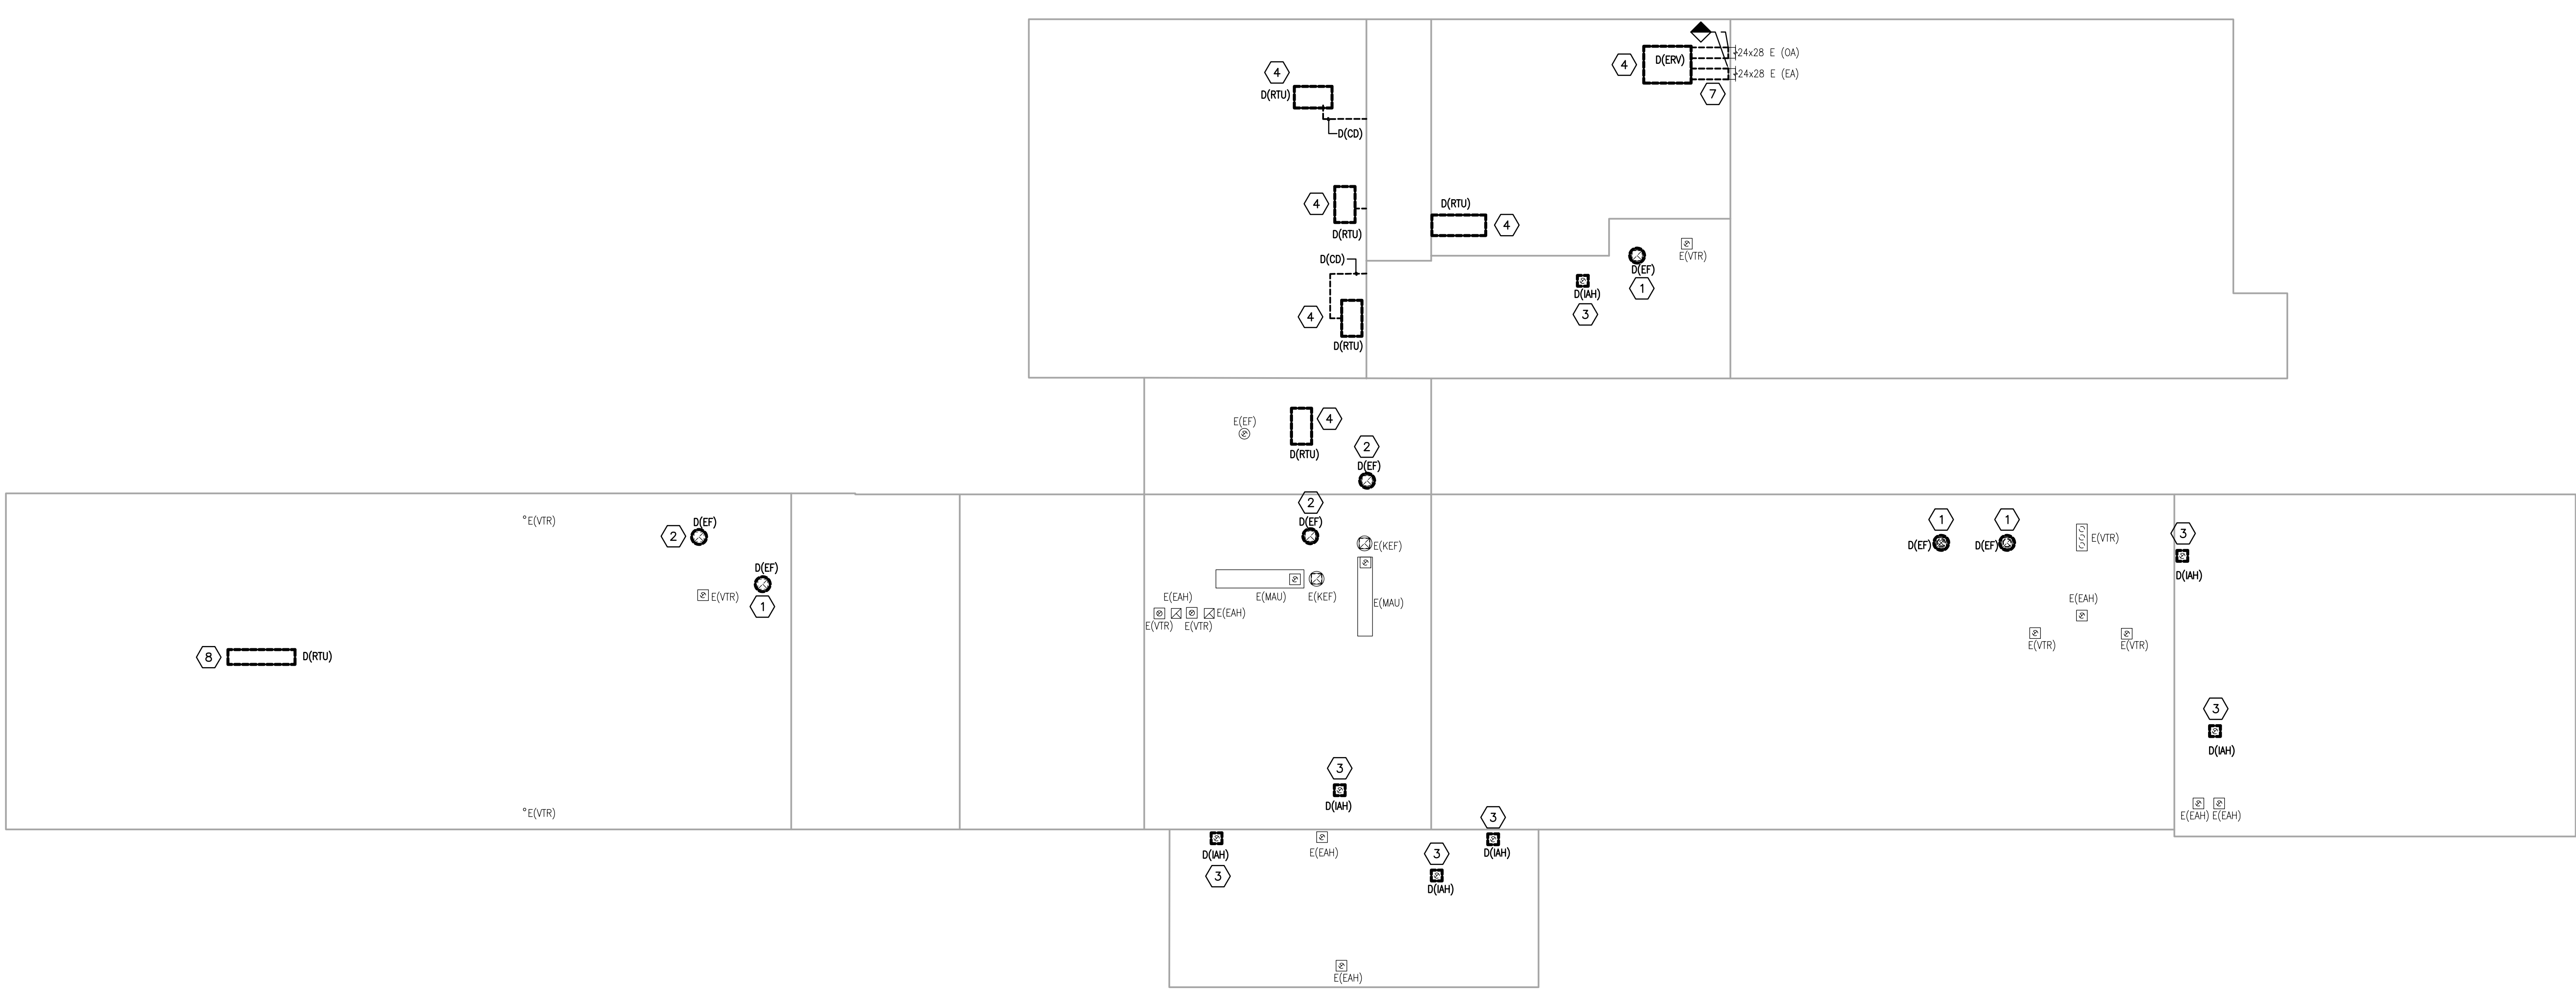 24x28 E (OA)
4
D(ERV)
24x28 E (EA)
7
4
D(RTU)
D(CD)
4
D(RTU)
D(RTU)
4
D(CD)
E(VTR)
D(EF)
1
D(IAH)
3
4
D(RTU)
E(EF)
4
D(RTU)
2
D(EF)
2
D(EF)
E(VTR)
2
D(EF)
D(EF)
1
E(VTR)
8
D(RTU)
E(VTR)
E(KEF)
E(MAU)
E(KEF)
E(MAU)
E(EAH)
E(EAH)
E(VTR)
E(VTR)
1
D(EF)
1
D(EF)
E(VTR)
3
D(IAH)
E(EAH)
E(VTR)
E(VTR)
3
D(IAH)
E(EAH)
E(EAH)
3
D(IAH)
3
D(IAH)
D(IAH)
3
E(EAH)
3
D(IAH)
E(EAH)